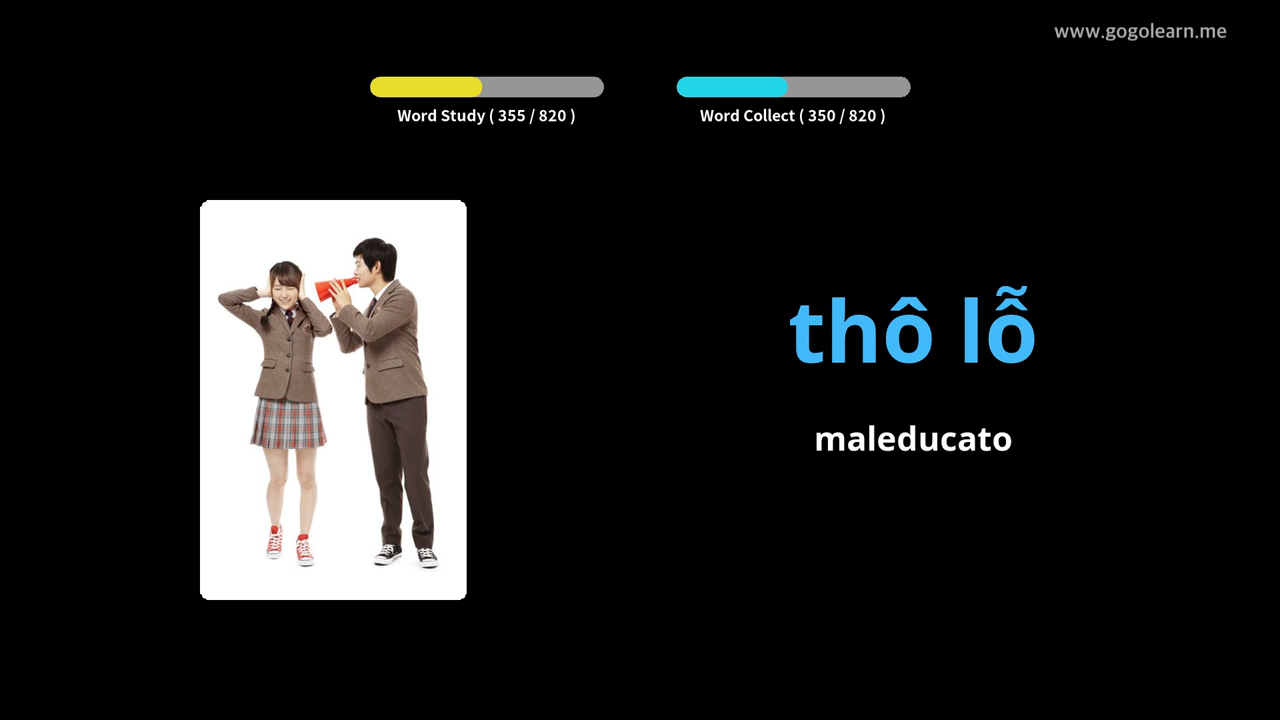 www.gogolearn.me
Word Study ( 355 / 820 )
Word Collect ( 350 / 820 )
thô lỗ
maleducato